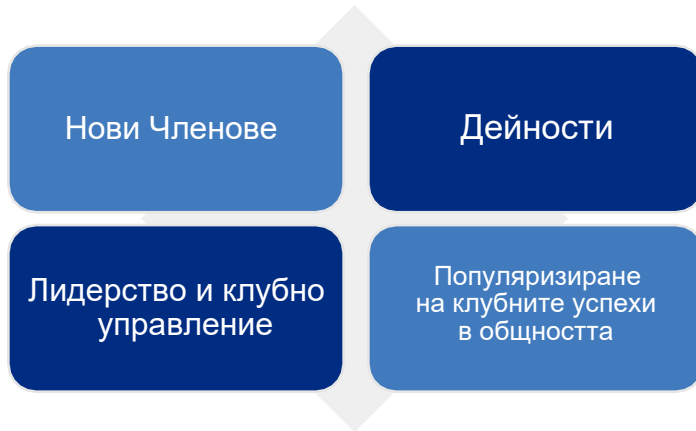 Нови Членове
Дейности
Лидерство и клубно
управление
Популяризиране
на клубните успехи
в общността